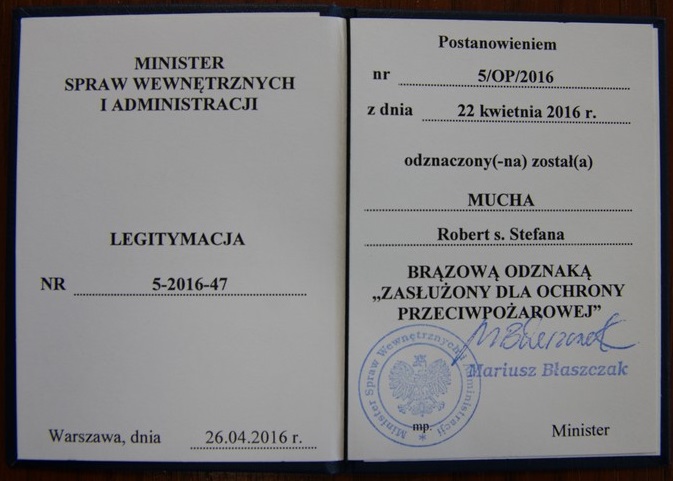 MINISTER
SPRAW WEWNĘTRZNYCH
I ADMINISTRACJI
LEGITYMACJA
NR 5-2016-47
Warszawa, dnia 26.04.2016 r.
Postanowieniem
nr 5/OP/2016
z dnia 22 kwietnia 2016 r.
odznaczony(-na) został(a)
MUCHA
Robert s. Stefana
BRĄZOWĄ ODZNAKĄ
„ZASŁUŻONY DLA OCHRONY
PRZECIWPOŻAROWEJ”
Mariusz Błaszczak
Minister Spraw Wewnętrznych i Administracji
mp.
Minister